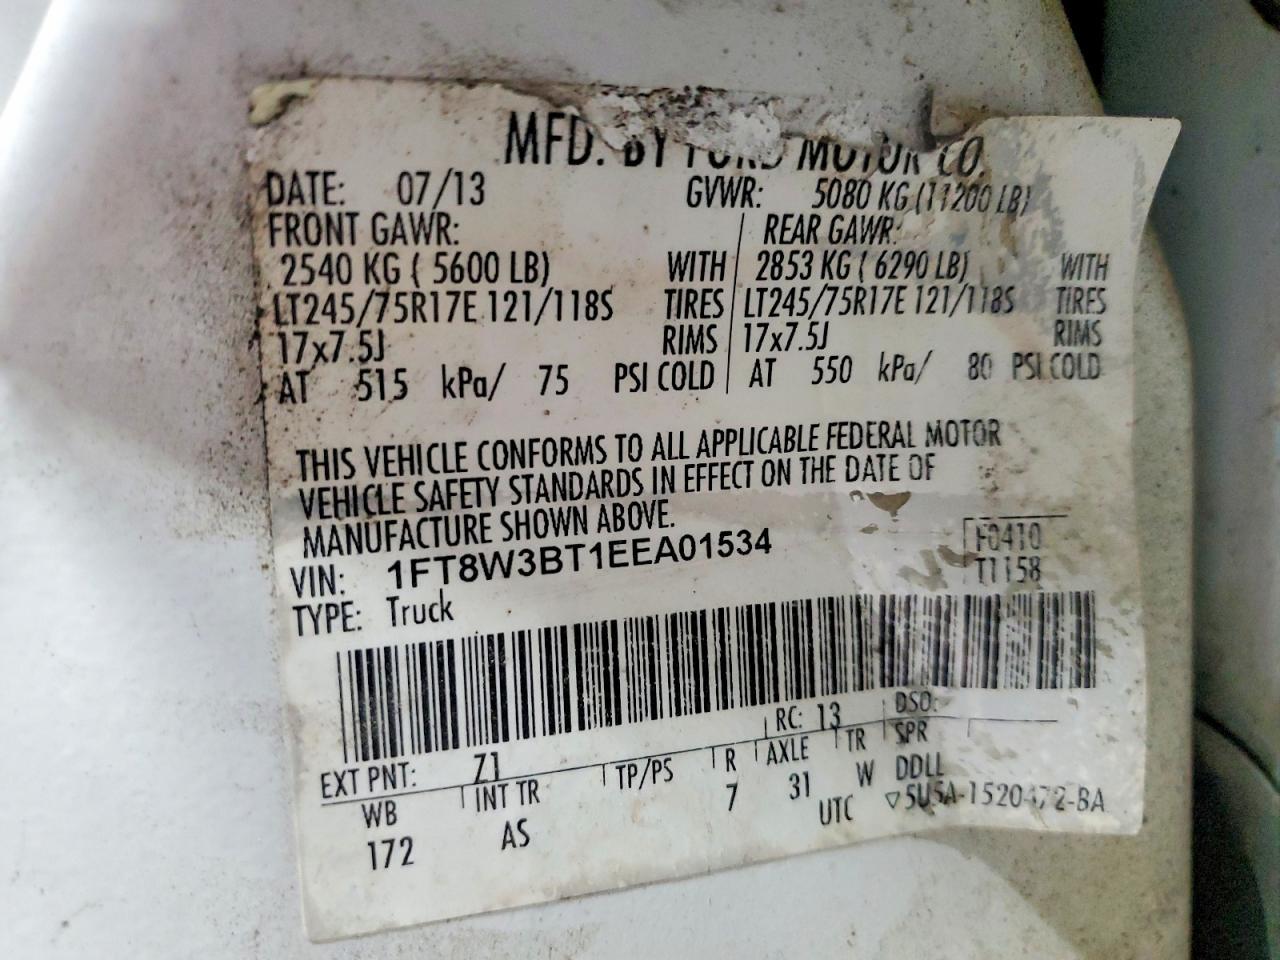 MFD. BY FORD MOTOR CO.
DATE: 07/13 GVWR: 5080 KG (11200 LB)
FRONT GAWR: REAR GAWR:
2540 KG ( 5600 LB) WITH 2853 KG ( 6290 LB) WITH
LT245/75R17E 121/118S TIRES LT245/75R17E 121/118S TIRES
17x7.5J RIMS 17x7.5J RIMS
AT 515 kPa/ 75 PSI COLD AT 550 kPa/ 80 PSI COLD
THIS VEHICLE CONFORMS TO ALL APPLICABLE FEDERAL MOTOR
VEHICLE SAFETY STANDARDS IN EFFECT ON THE DATE OF
MANUFACTURE SHOWN ABOVE.
VIN: 1FT8W3BT1EEA01534 F0410
TYPE: Truck T1158
EXT PNT: Z1 RC: 13 DSO:
WB INT TR TP/PS R AXLE TR SPR
172 AS 7 31 W DDLL
UTC ▽5U5A-1520472-BA